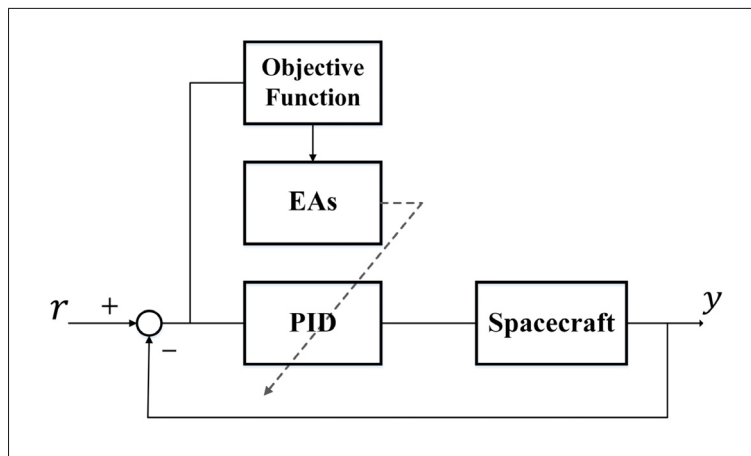 Objective
Function
EAs
r
+
−
PID
Spacecraft
y